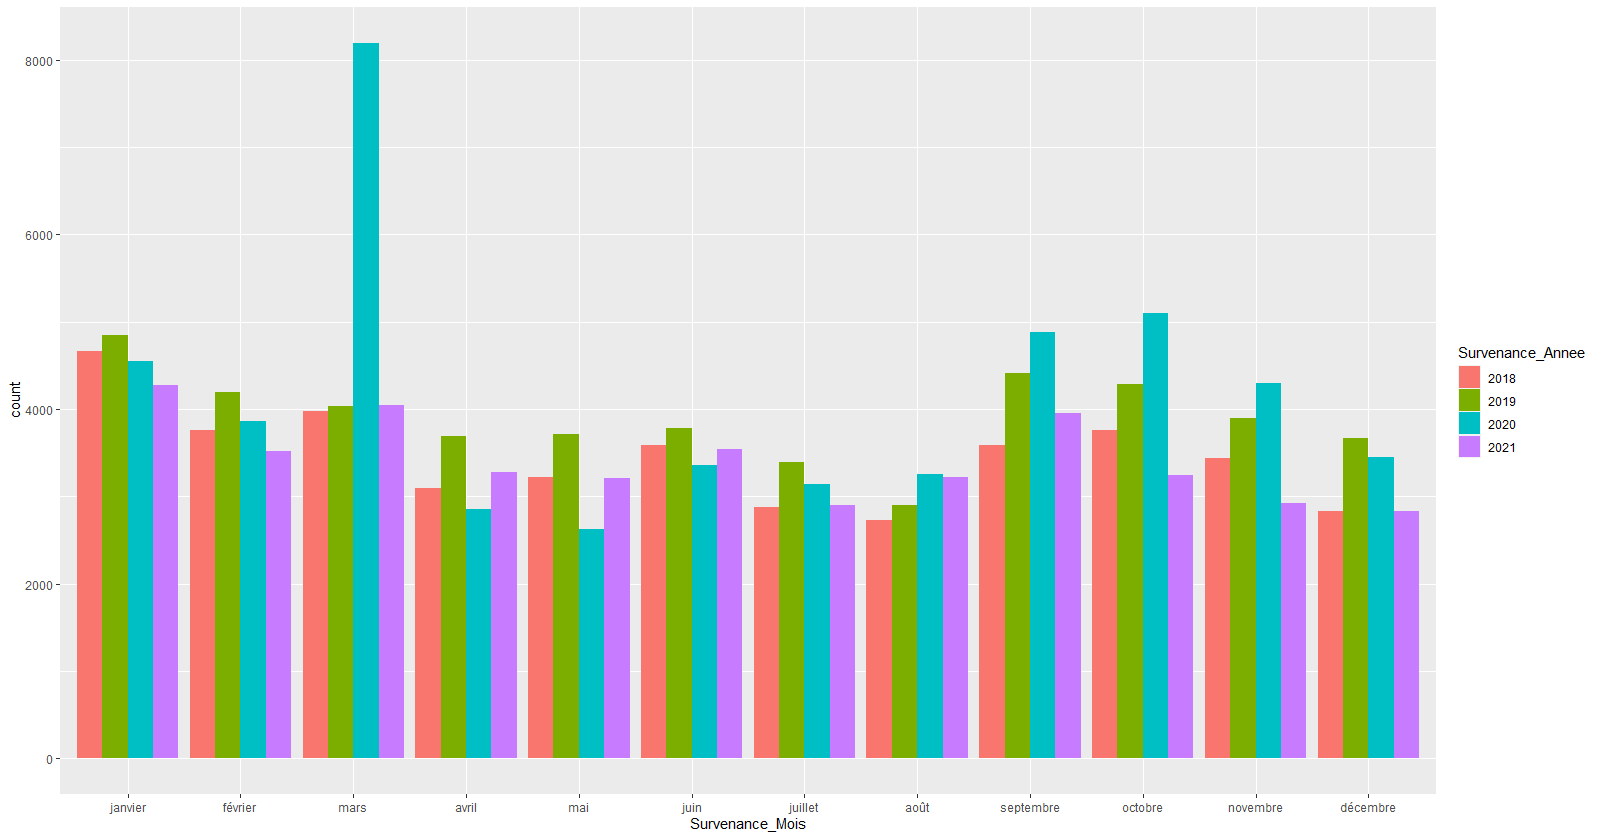 8000
6000
4000
2000
0
count
janvier février mars avril mai juin juillet août septembre octobre novembre décembre
Survenance_Mois
Survenance_Annee
2018
2019
2020
2021